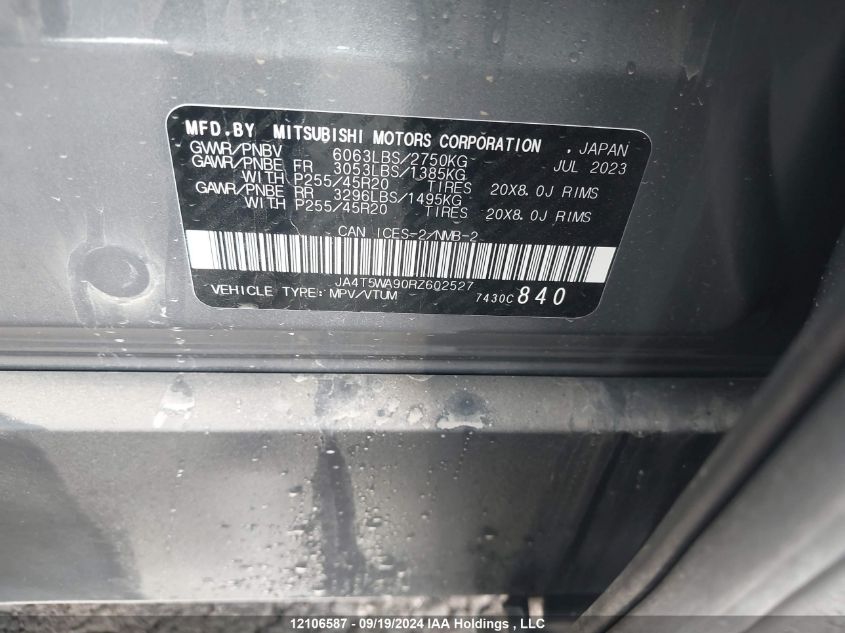 MFD.BY MITSUBISHI MOTORS CORPORATION , JAPAN
GVWR/PNBV 6063LBS/2750KG JUL 2023
GAWR/PNBE FR 3053LBS/1385KG
WITH P255/45R20 TIRES 20X8.0J RIMS
GAWR/PNBE RR 3296LBS/1495KG
WITH P255/45R20 TIRES 20X8.0J RIMS
CAN ICES-2/NMB-2
JA4T5WA90RZ602527
VEHICLE TYPE: MPV/VTUM 7430C 840
12106587 - 09/19/2024 IAA Holdings, LLC